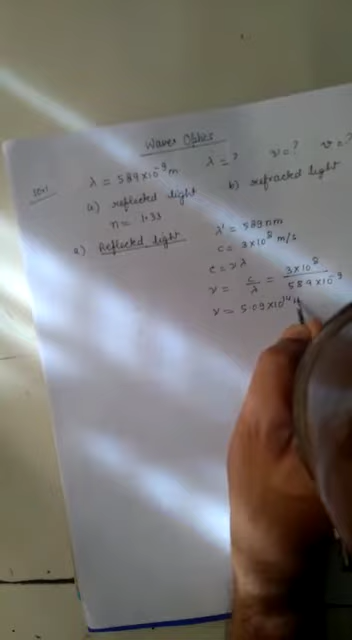 Wave Optics
Sol 1 λ = 589×10⁻⁹ m λ' = ? ν = ? v = ?
a) reflected light b) refracted light
n = 1.33
a) Reflected light λ' = 589 nm
c = 3×10⁸ m/s
c = νλ
ν = c/λ = 3×10⁸/589×10⁻⁹
ν = 5.09×10¹⁴